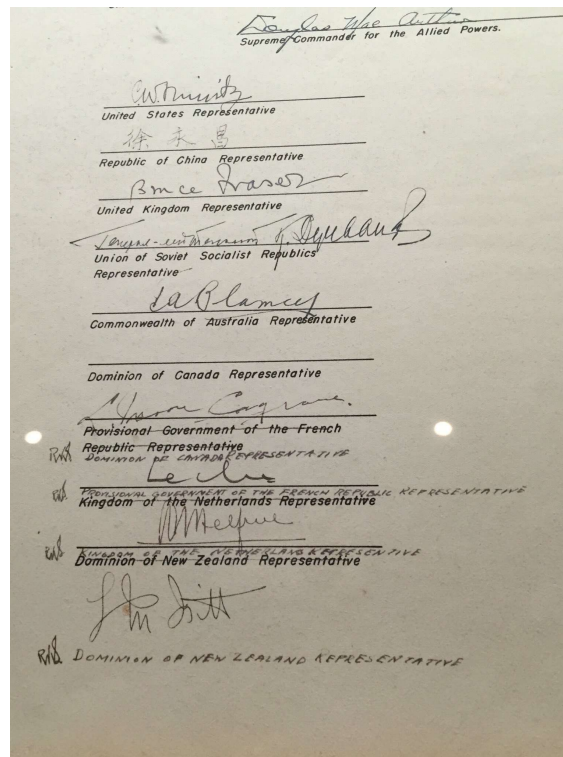 Douglas MacArthur
Supreme Commander for the Allied Powers.
C.W. Nimitz
United States Representative
徐永昌
Republic of China Representative
Bruce Fraser
United Kingdom Representative
Union of Soviet Socialist Republics
Representative
T.A. Blamey
Commonwealth of Australia Representative
Dominion of Canada Representative
L. Moore Cosgrave.
Provisional Government of the French
Republic Representative
DOMINION OF CANADA REPRESENTATIVE
Leclerc
PROVISIONAL GOVERNMENT OF THE FRENCH REPUBLIC REPRESENTATIVE
Kingdom of the Netherlands Representative
Helfrich
KINGDOM OF THE NETHERLAND REPRESENTIVE
Dominion of New Zealand Representative
L M Isitt
DOMINION OF NEW ZEALAND REPRESENTATIVE